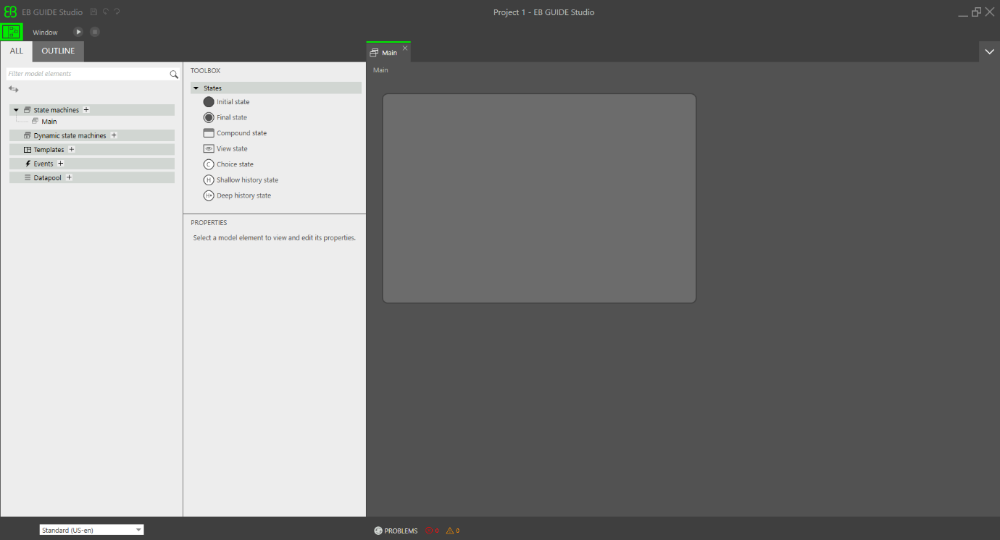 EB GUIDE Studio
Project 1 - EB GUIDE Studio
Window
ALL
OUTLINE
Filter model elements
State machines
Main
Dynamic state machines
Templates
Events
Datapool
TOOLBOX
States
Initial state
Final state
Compound state
View state
C Choice state
H Shallow history state
H* Deep history state
PROPERTIES
Select a model element to view and edit its properties.
Main
Main
Standard (US-en)
PROBLEMS 0 0